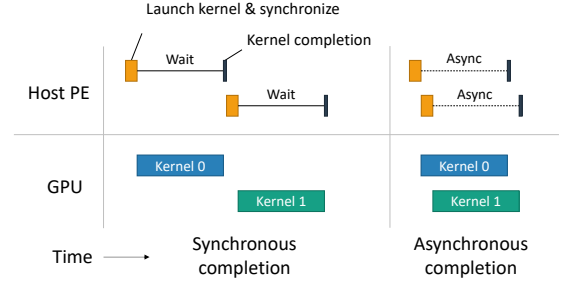 Launch kernel & synchronize
Kernel completion
Wait
Async
Host PE
Wait
Async
Kernel 0
Kernel 0
GPU
Kernel 1
Kernel 1
Time
Synchronous
completion
Asynchronous
completion